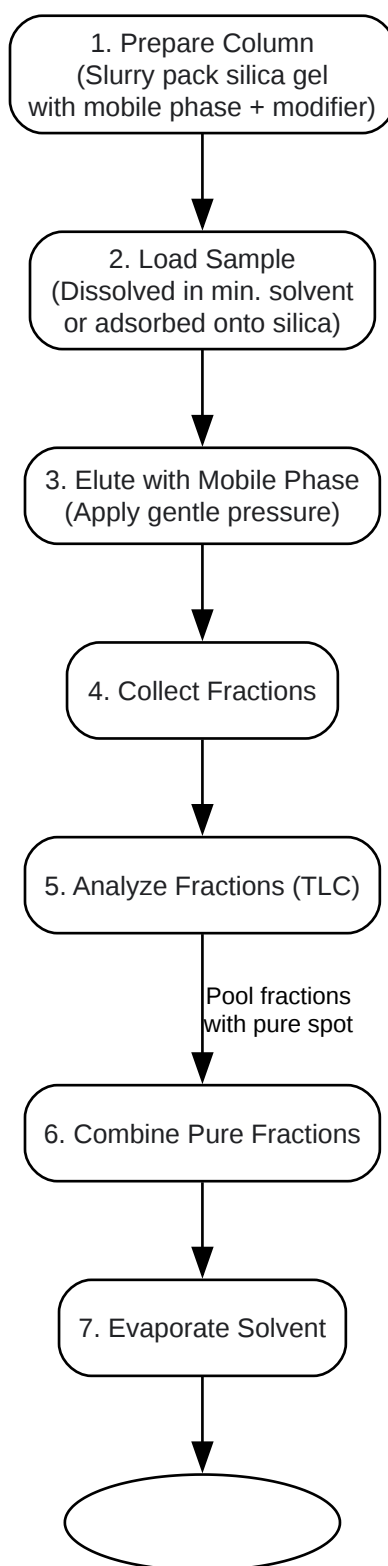 1. Prepare Column
(Slurry pack silica gel
with mobile phase + modifier)
2. Load Sample
(Dissolved in min. solvent
or adsorbed onto silica)
3. Elute with Mobile Phase
(Apply gentle pressure)
4. Collect Fractions
5. Analyze Fractions (TLC)
Pool fractions
with pure spot
6. Combine Pure Fractions
7. Evaporate Solvent